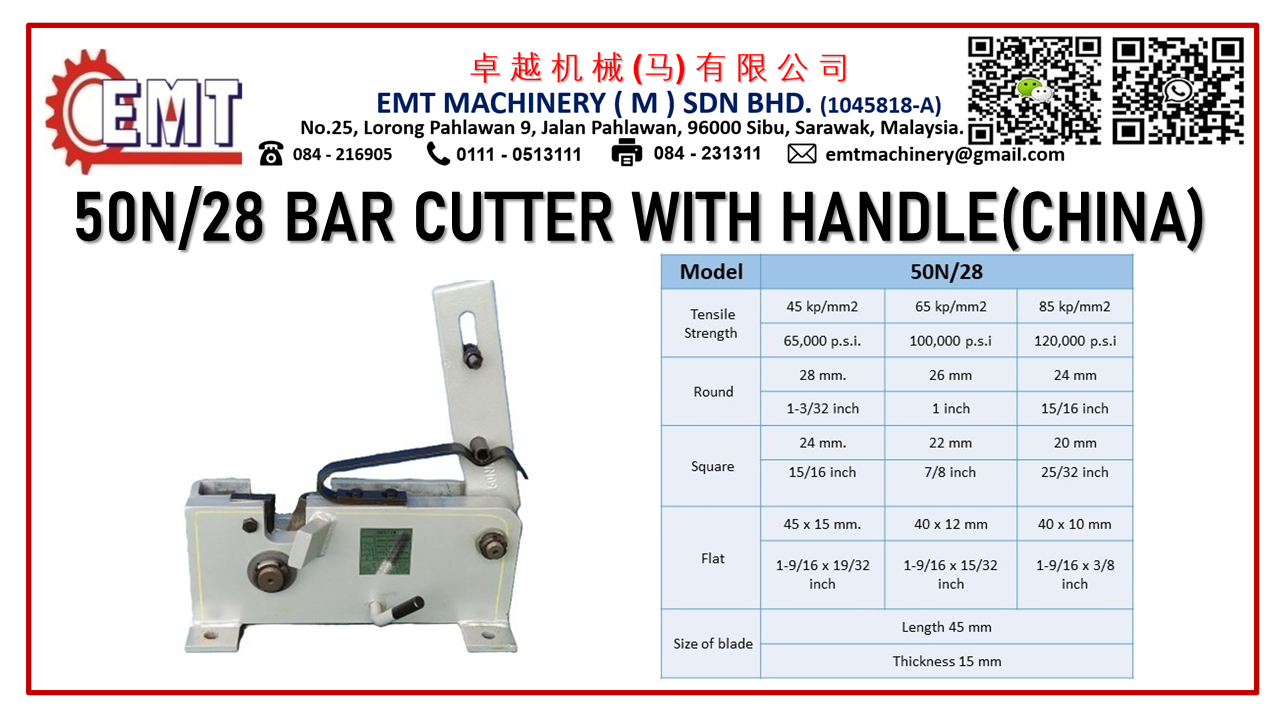 EMT
卓越机械(马)有限公司
EMT MACHINERY ( M ) SDN BHD. (1045818-A)
No.25, Lorong Pahlawan 9, Jalan Pahlawan, 96000 Sibu, Sarawak, Malaysia.
084 - 216905 0111 - 0513111 084 - 231311 emtmachinery@gmail.com
50N/28 BAR CUTTER WITH HANDLE(CHINA)
Model 50N/28
Tensile Strength 45 kp/mm2 65 kp/mm2 85 kp/mm2
65,000 p.s.i. 100,000 p.s.i 120,000 p.s.i
Round 28 mm. 26 mm 24 mm
1-3/32 inch 1 inch 15/16 inch
Square 24 mm. 22 mm 20 mm
15/16 inch 7/8 inch 25/32 inch
Flat 45 x 15 mm. 40 x 12 mm 40 x 10 mm
1-9/16 x 19/32 inch 1-9/16 x 15/32 inch 1-9/16 x 3/8 inch
Size of blade Length 45 mm
Thickness 15 mm